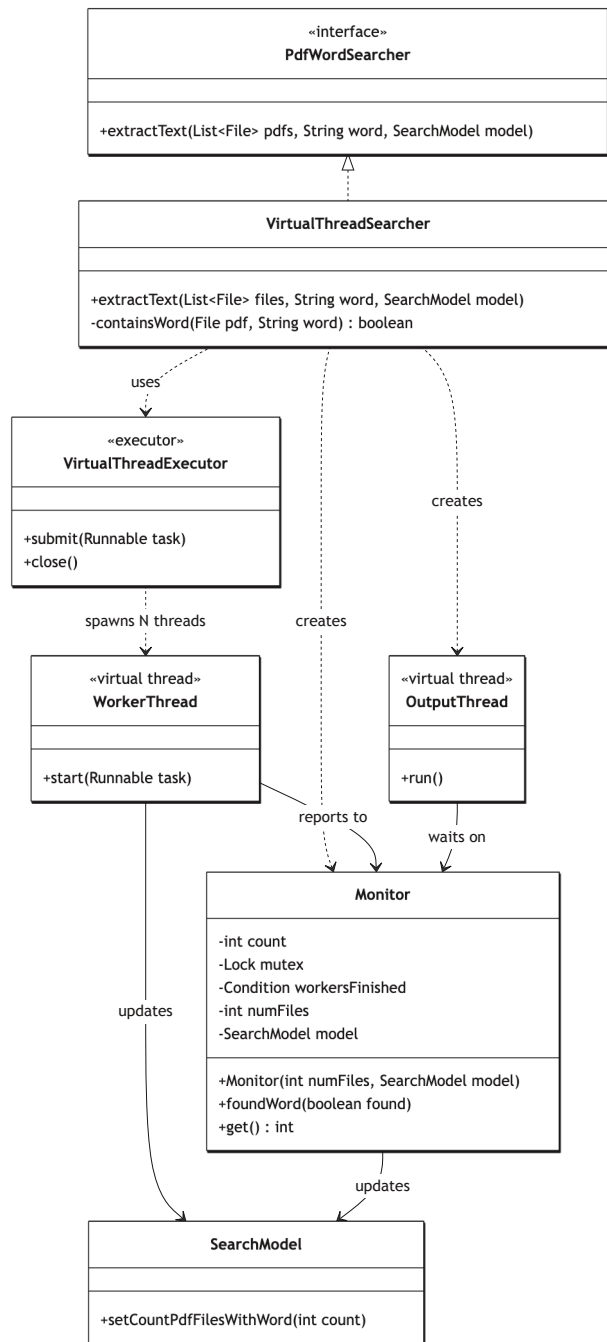 «interface»
PdfWordSearcher
+extractText(List<File> pdfs, String word, SearchModel model)
VirtualThreadSearcher
+extractText(List<File> files, String word, SearchModel model)
-containsWord(File pdf, String word) : boolean
uses
«executor»
VirtualThreadExecutor
+submit(Runnable task)
+close()
creates
spawns N threads
creates
«virtual thread»
WorkerThread
+start(Runnable task)
«virtual thread»
OutputThread
+run()
reports to
waits on
Monitor
-int count
-Lock mutex
-Condition workersFinished
-int numFiles
-SearchModel model
+Monitor(int numFiles, SearchModel model)
+foundWord(boolean found)
+get() : int
updates
updates
SearchModel
+setCountPdfFilesWithWord(int count)